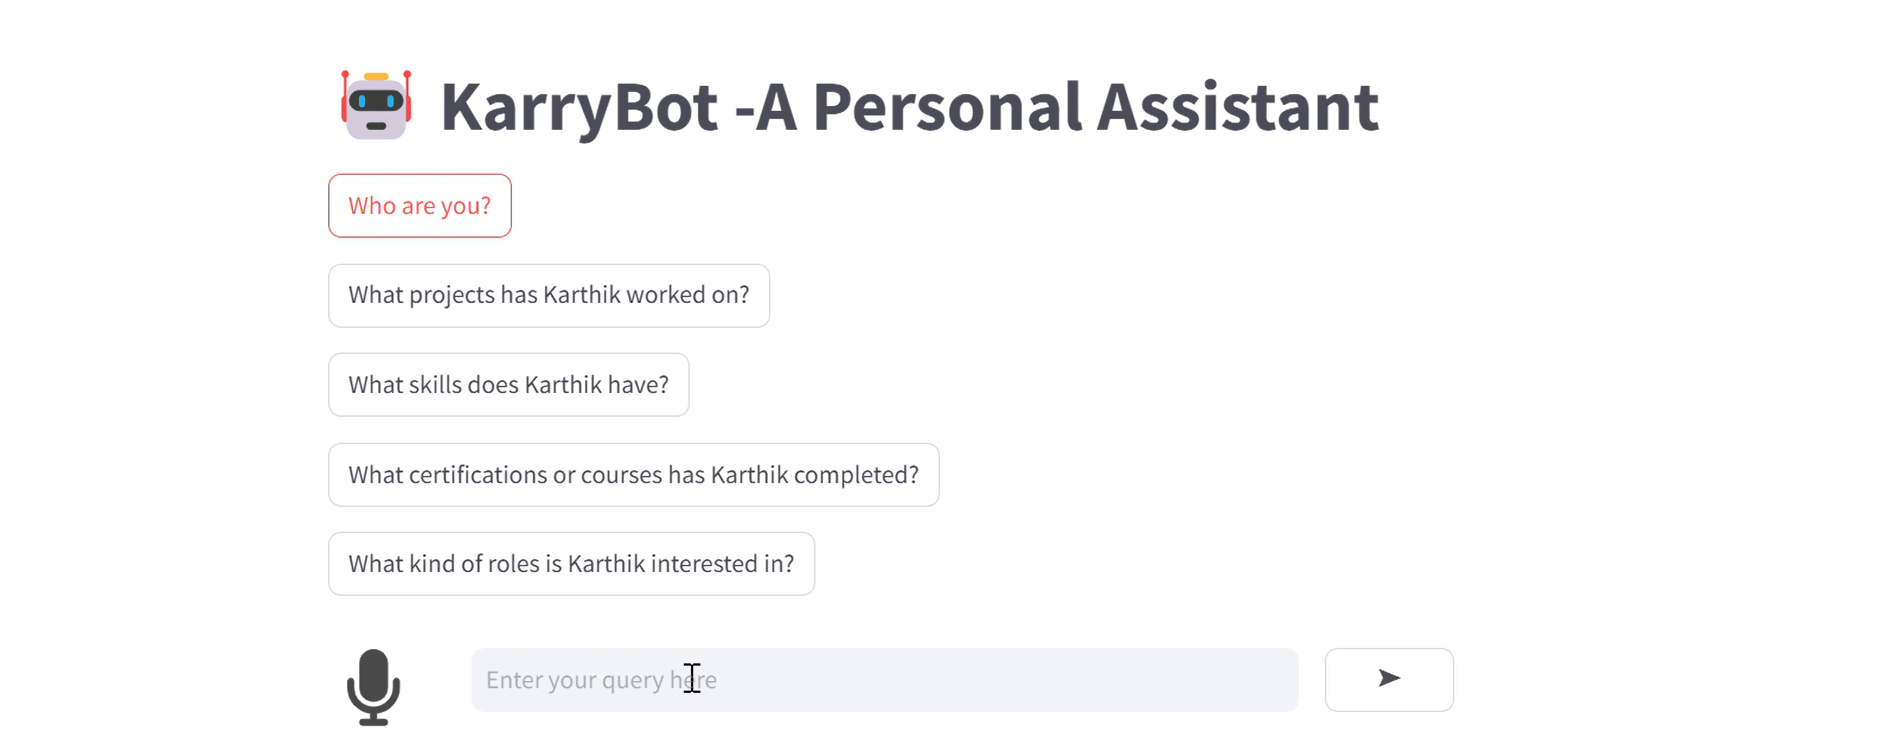 KarryBot -A Personal Assistant
Who are you?
What projects has Karthik worked on?
What skills does Karthik have?
What certifications or courses has Karthik completed?
What kind of roles is Karthik interested in?
Enter your query here